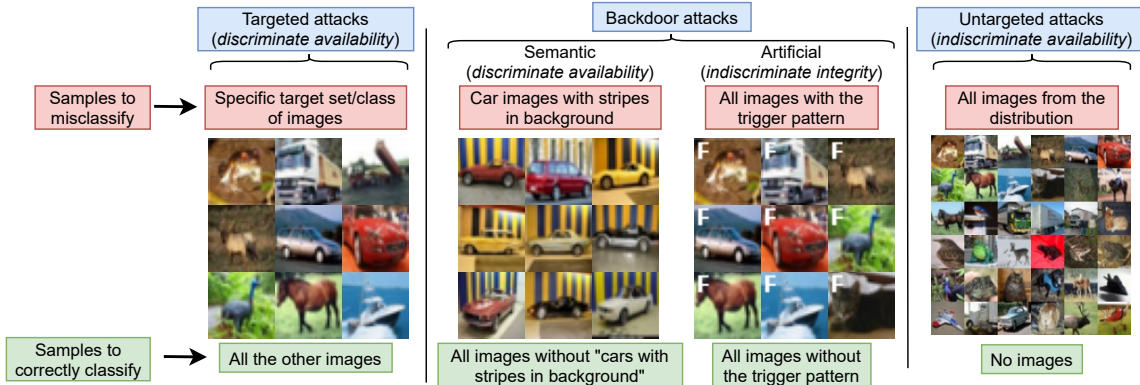 Targeted attacks
(discriminate availability)
Backdoor attacks
Untargeted attacks
(indiscriminate availability)
Semantic
(discriminate availability)
Artificial
(indiscriminate integrity)
Samples to
misclassify
Specific target set/class
of images
Car images with stripes
in background
All images with the
trigger pattern
All images from the
distribution
F F F
F F F
F F F
Samples to
correctly classify
All the other images
All images without "cars with
stripes in background"
All images without
the trigger pattern
No images